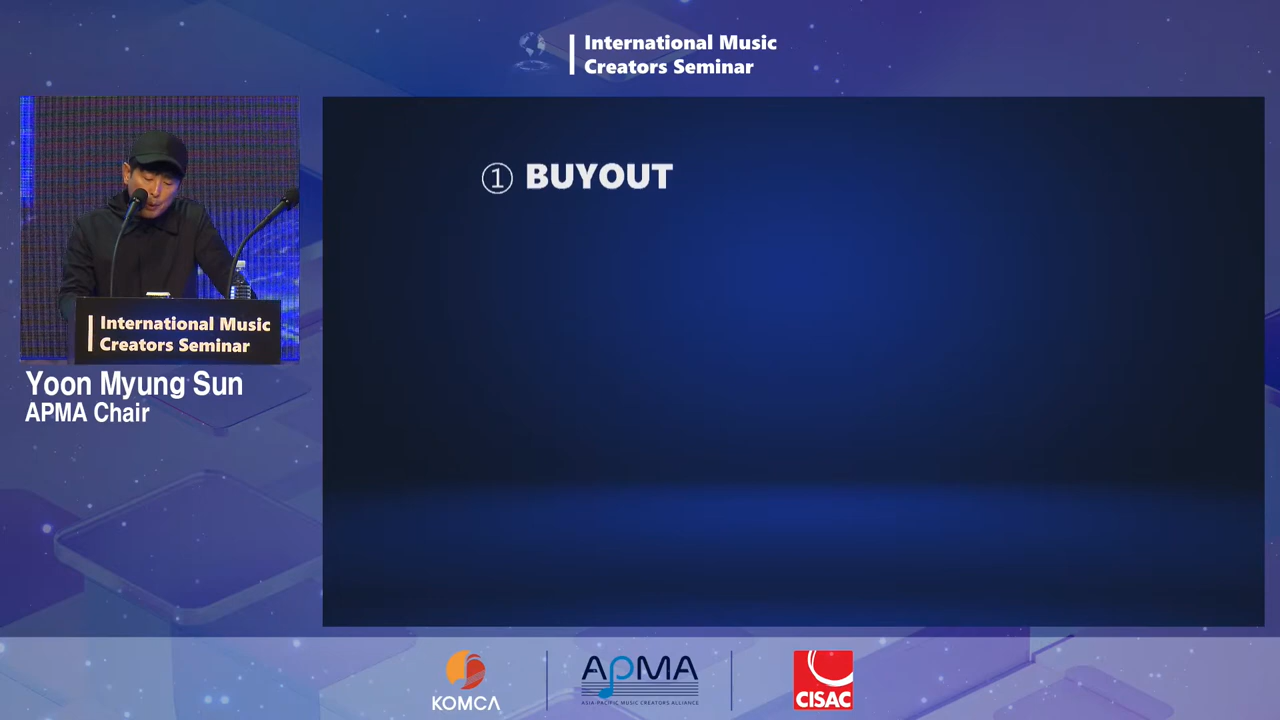 International Music
Creators Seminar
① BUYOUT
International Music
Creators Seminar
Yoon Myung Sun
APMA Chair
KOMCA
APMA
ASIA-PACIFIC MUSIC CREATORS ALLIANCE
CISAC